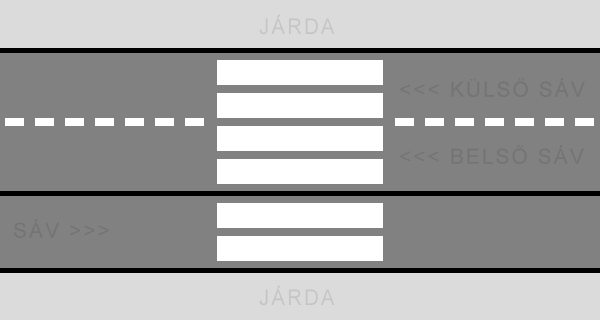 JÁRDA
<<< KÜLSŐ SÁV
<<< BELSŐ SÁV
SÁV >>>
JÁRDA